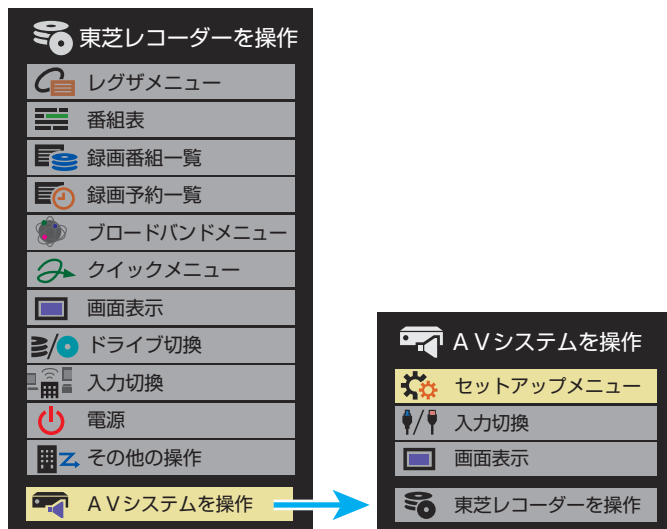 東芝レコーダーを操作
レグザメニュー
番組表
録画番組一覧
録画予約一覧
ブロードバンドメニュー
クイックメニュー
画面表示
ドライブ切換
入力切換
電源
その他の操作
AVシステムを操作
AVシステムを操作
セットアップメニュー
入力切換
画面表示
東芝レコーダーを操作